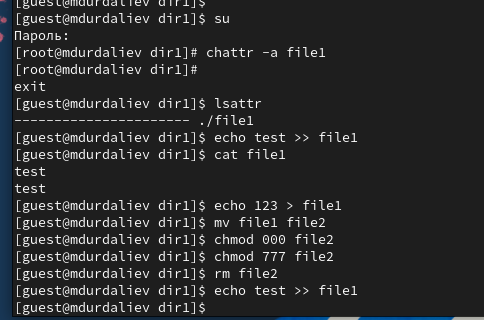 [guest@mdurdaliev dir1]$
[guest@mdurdaliev dir1]$ su
Пароль:
[root@mdurdaliev dir1]# chattr -a file1
[root@mdurdaliev dir1]#
exit
[guest@mdurdaliev dir1]$ lsattr
---------------------- ./file1
[guest@mdurdaliev dir1]$ echo test >> file1
[guest@mdurdaliev dir1]$ cat file1
test
test
[guest@mdurdaliev dir1]$ echo 123 > file1
[guest@mdurdaliev dir1]$ mv file1 file2
[guest@mdurdaliev dir1]$ chmod 000 file2
[guest@mdurdaliev dir1]$ chmod 777 file2
[guest@mdurdaliev dir1]$ rm file2
[guest@mdurdaliev dir1]$ echo test >> file1
[guest@mdurdaliev dir1]$